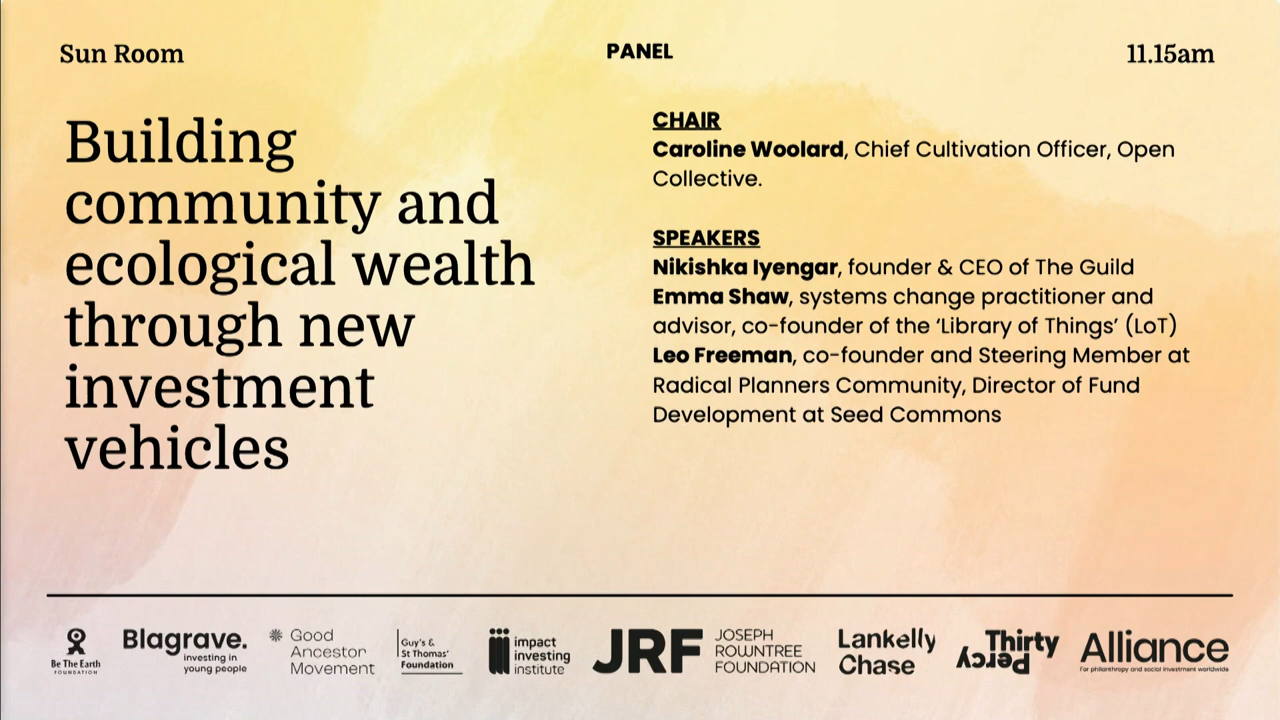 Sun Room
PANEL
11.15am
Building
community and
ecological wealth
through new
investment
vehicles
CHAIR
Caroline Woolard, Chief Cultivation Officer, Open
Collective.
SPEAKERS
Nikishka Iyengar, founder & CEO of The Guild
Emma Shaw, systems change practitioner and
advisor, co-founder of the ‘Library of Things’ (LoT)
Leo Freeman, co-founder and Steering Member at
Radical Planners Community, Director of Fund
Development at Seed Commons
Be The Earth
FOUNDATION
Blagrave.
investing in
young people
Good
Ancestor
Movement
Guy's &
St Thomas'
Foundation
impact
investing
institute
JRF
JOSEPH
ROWNTREE
FOUNDATION
Lankelly
Chase
Thirty
Percy
Alliance
For philanthropy and social investment worldwide